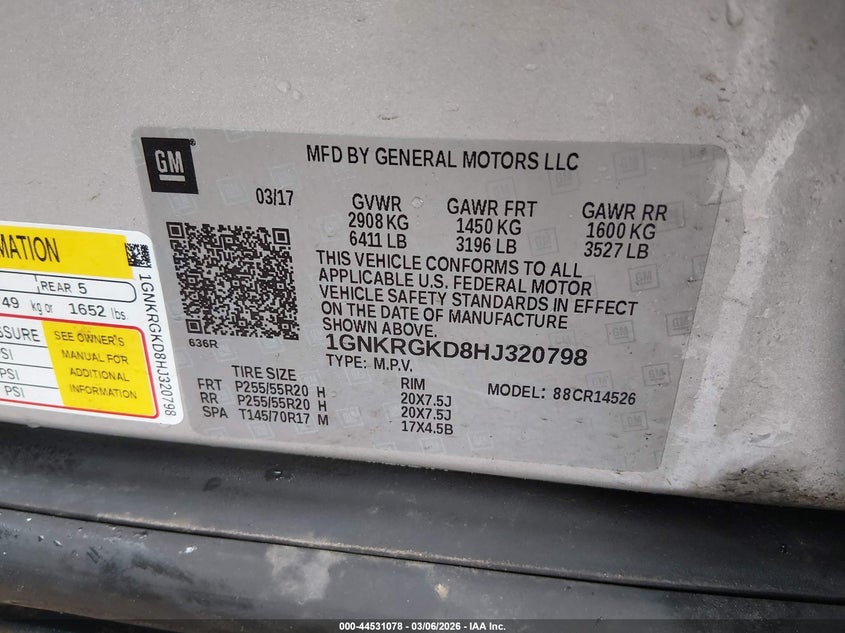 GM
MFD BY GENERAL MOTORS LLC
03/17
GVWR
2908 KG
6411 LB
GAWR FRT
1450 KG
3196 LB
GAWR RR
1600 KG
3527 LB
THIS VEHICLE CONFORMS TO ALL
APPLICABLE U.S. FEDERAL MOTOR
VEHICLE SAFETY STANDARDS IN EFFECT
ON THE DATE OF MANUFACTURE
SHOWN ABOVE.
1GNKRGKD8HJ320798
TYPE: M.P.V.
636R
TIRE SIZE
FRT P255/55R20 H
RR P255/55R20 H
SPA T145/70R17 M
RIM
20X7.5J
20X7.5J
17X4.5B
MODEL: 88CR14526
MATION
REAR 5
49 kg or 1652 lbs.
PRESSURE
PSI
PSI
PSI
SEE OWNER'S
MANUAL FOR
ADDITIONAL
INFORMATION
1GNKRGKD8HJ320798
000-44531078 — 03/06/2026 — IAA Inc.